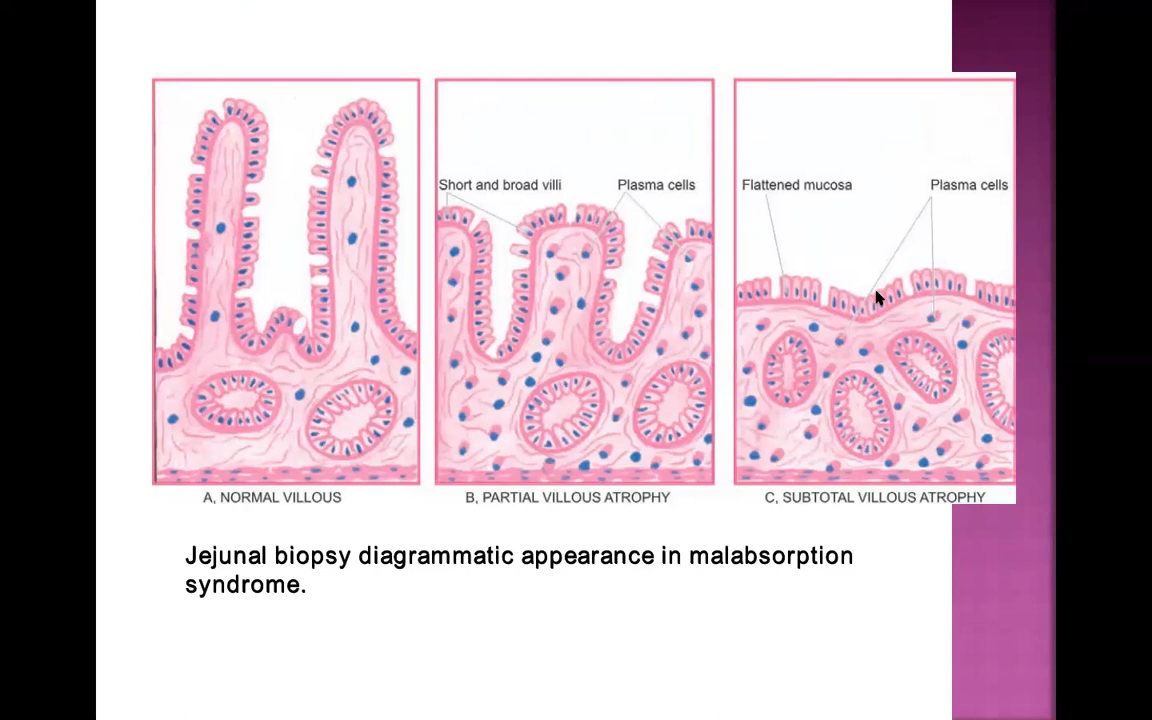 Short and broad villi
Plasma cells
Flattened mucosa
Plasma cells
A, NORMAL VILLOUS
B, PARTIAL VILLOUS ATROPHY
C, SUBTOTAL VILLOUS ATROPHY
Jejunal biopsy diagrammatic appearance in malabsorption
syndrome.